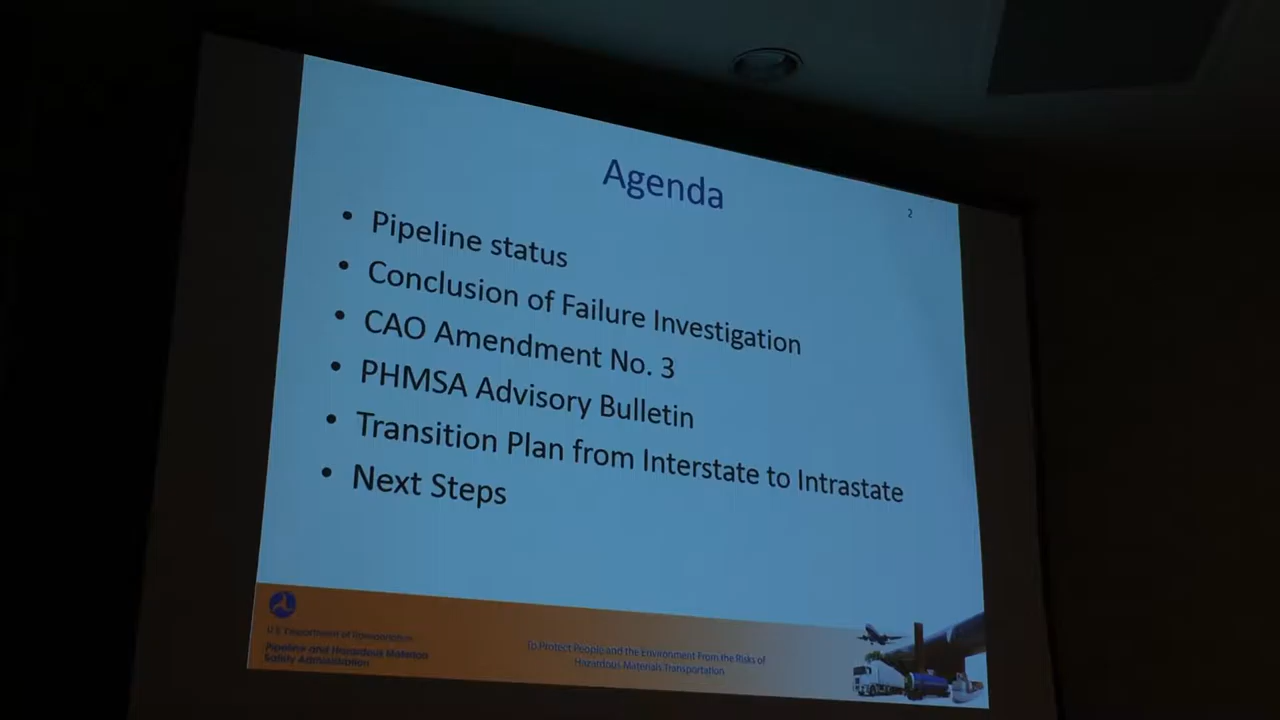 Agenda
2
• Pipeline status
• Conclusion of Failure Investigation
• CAO Amendment No. 3
• PHMSA Advisory Bulletin
• Transition Plan from Interstate to Intrastate
• Next Steps
U.S. Department of Transportation
Pipeline and Hazardous Materials
Safety Administration
To Protect People and the Environment From the Risks of
Hazardous Materials Transportation